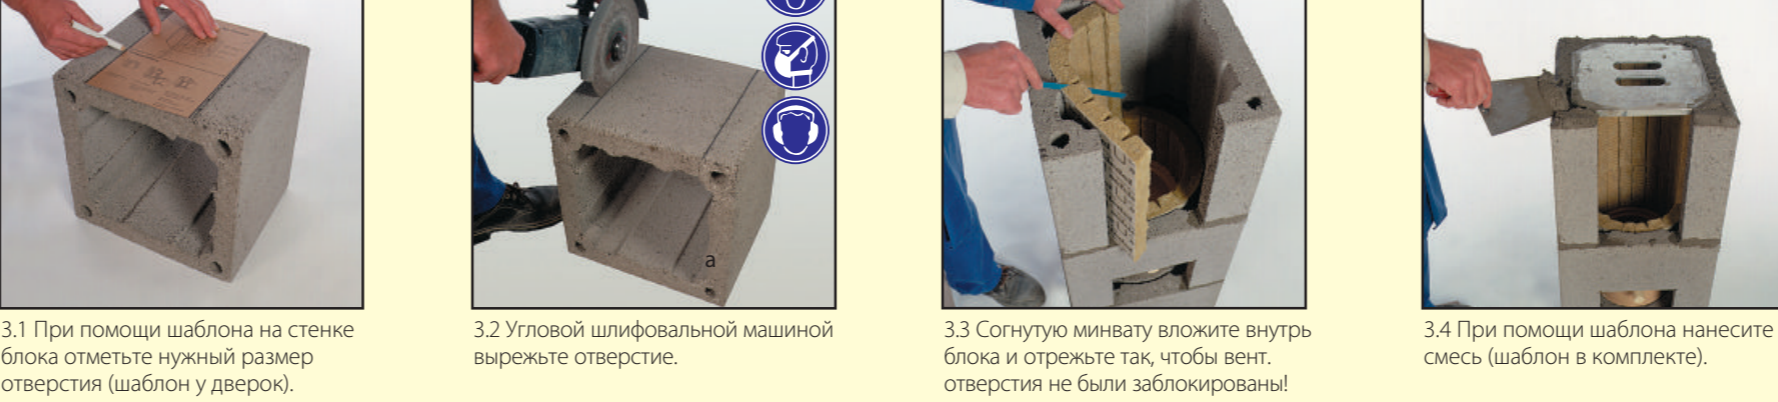 a
3.1 При помощи шаблона на стенке
блока отметьте нужный размер
отверстия (шаблон у дверок).
3.2 Угловой шлифовальной машиной
вырежьте отверстие.
3.3 Согнутую минвату вложите внутрь
блока и отрежьте так, чтобы вент.
отверстия не были заблокированы!
3.4 При помощи шаблона нанесите
смесь (шаблон в комплекте).